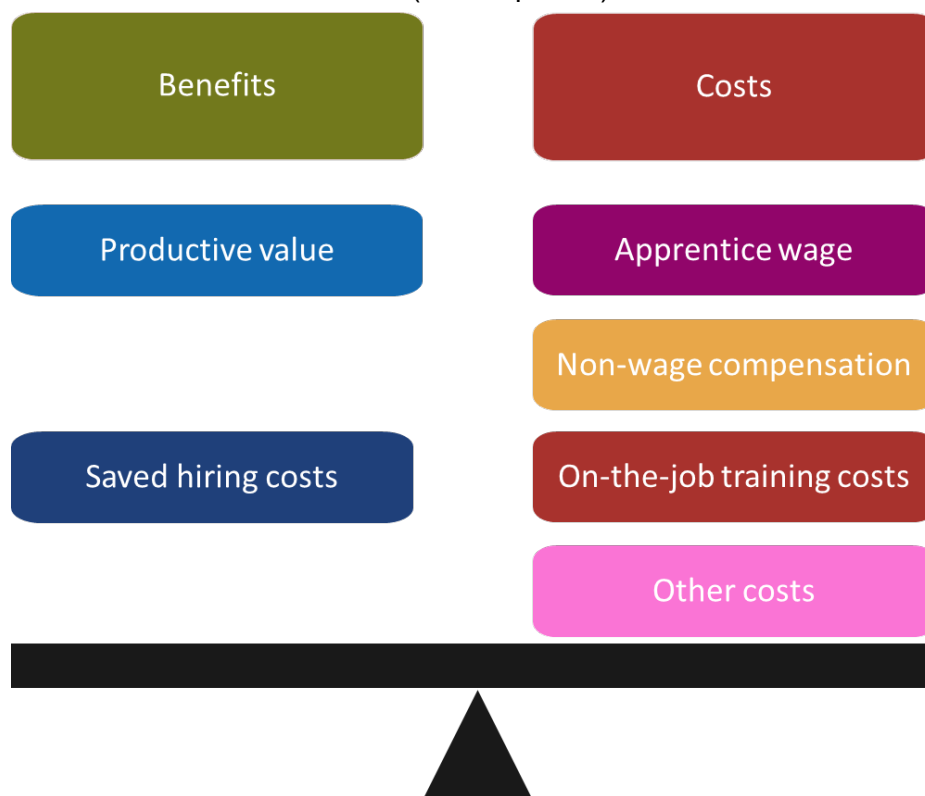 Benefits
Costs
Productive value
Apprentice wage
Non-wage compensation
Saved hiring costs
On-the-job training costs
Other costs